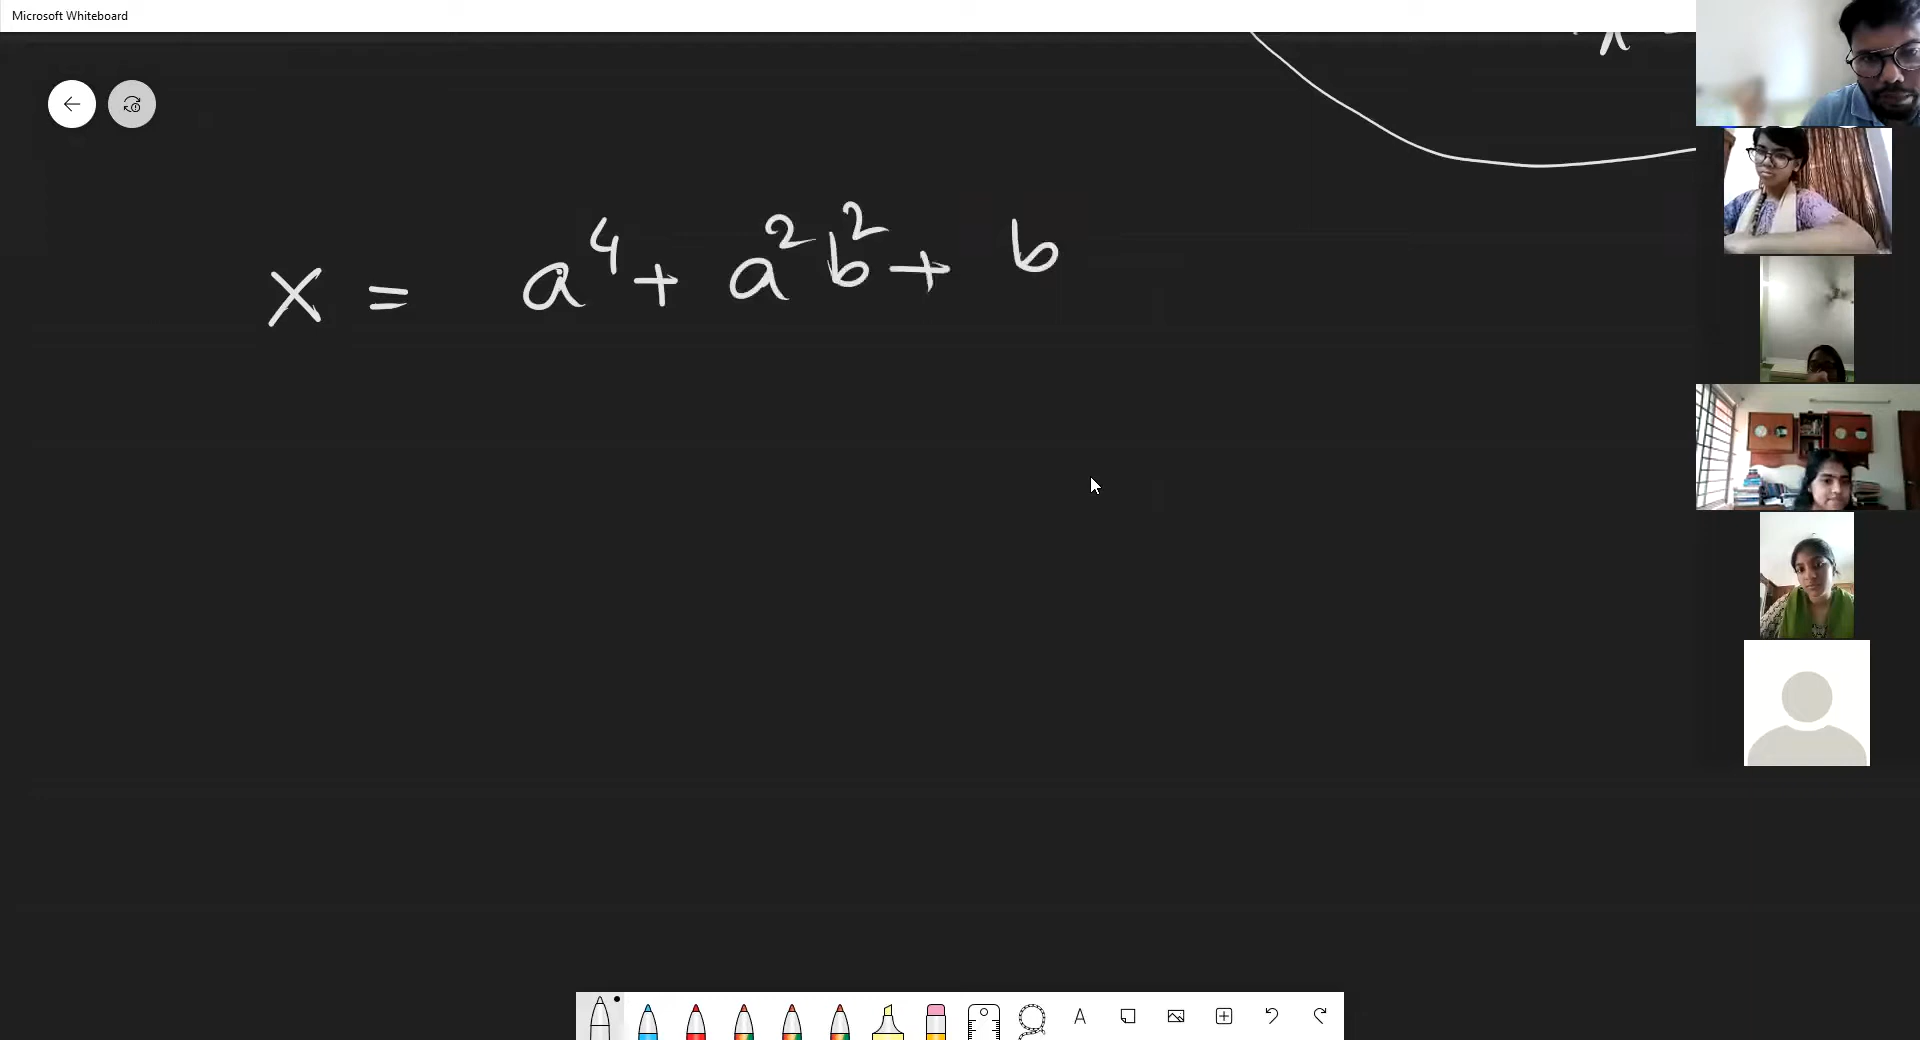 Microsoft Whiteboard
x = a⁴ + a²b² + b
A